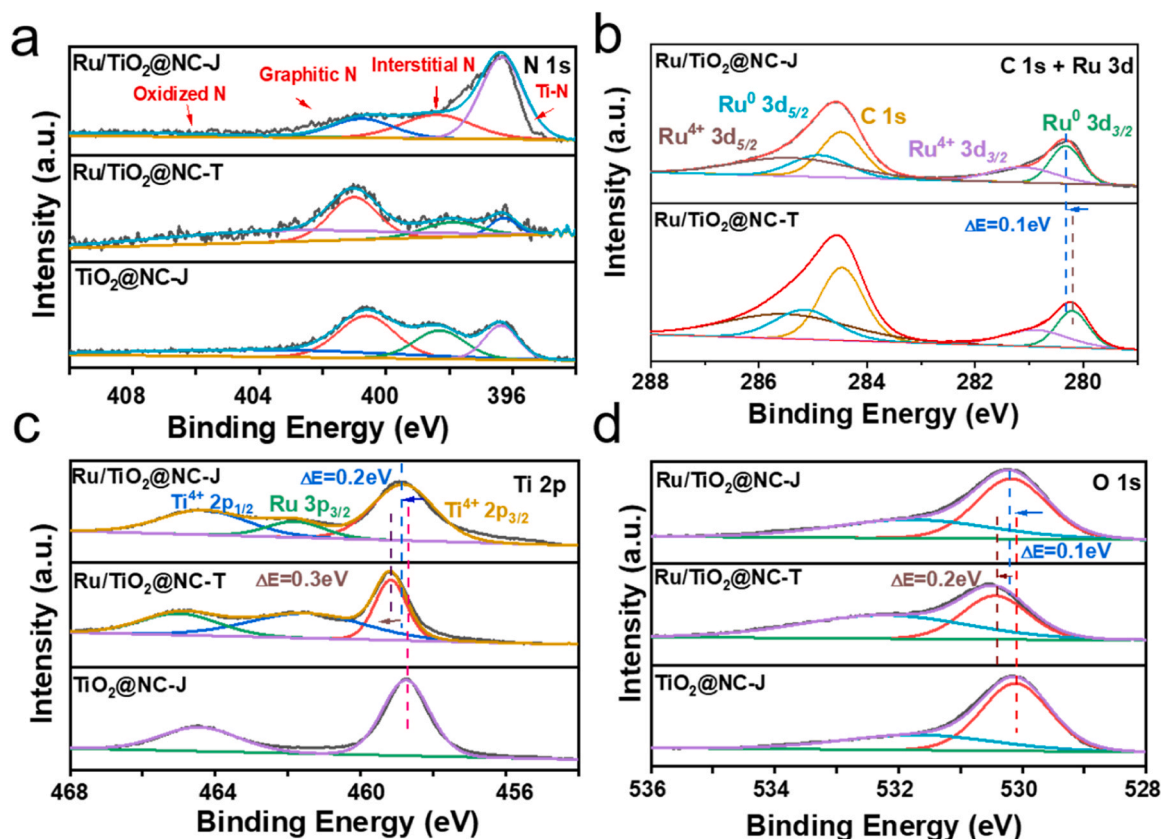 a
Ru/TiO₂@NC-J
N 1s
Oxidized N
Graphitic N
Interstitial N
Ti-N
Ru/TiO₂@NC-T
TiO₂@NC-J
Intensity (a.u.)
408 404 400 396
Binding Energy (eV)
b
Ru/TiO₂@NC-J
C 1s + Ru 3d
Ru⁴⁺ 3d₅/₂
Ru⁰ 3d₅/₂
C 1s
Ru⁴⁺ 3d₃/₂
Ru⁰ 3d₃/₂
ΔE=0.1eV
Ru/TiO₂@NC-T
Intensity (a.u.)
288 286 284 282 280
Binding Energy (eV)
c
Ru/TiO₂@NC-J
Ti 2p
ΔE=0.2eV
Ti⁴⁺ 2p₁/₂
Ru 3p₃/₂
Ti⁴⁺ 2p₃/₂
Ru/TiO₂@NC-T
ΔE=0.3eV
TiO₂@NC-J
Intensity (a.u.)
468 464 460 456
Binding Energy (eV)
d
Ru/TiO₂@NC-J
O 1s
ΔE=0.1eV
Ru/TiO₂@NC-T
ΔE=0.2eV
TiO₂@NC-J
Intensity (a.u.)
536 534 532 530 528
Binding Energy (eV)